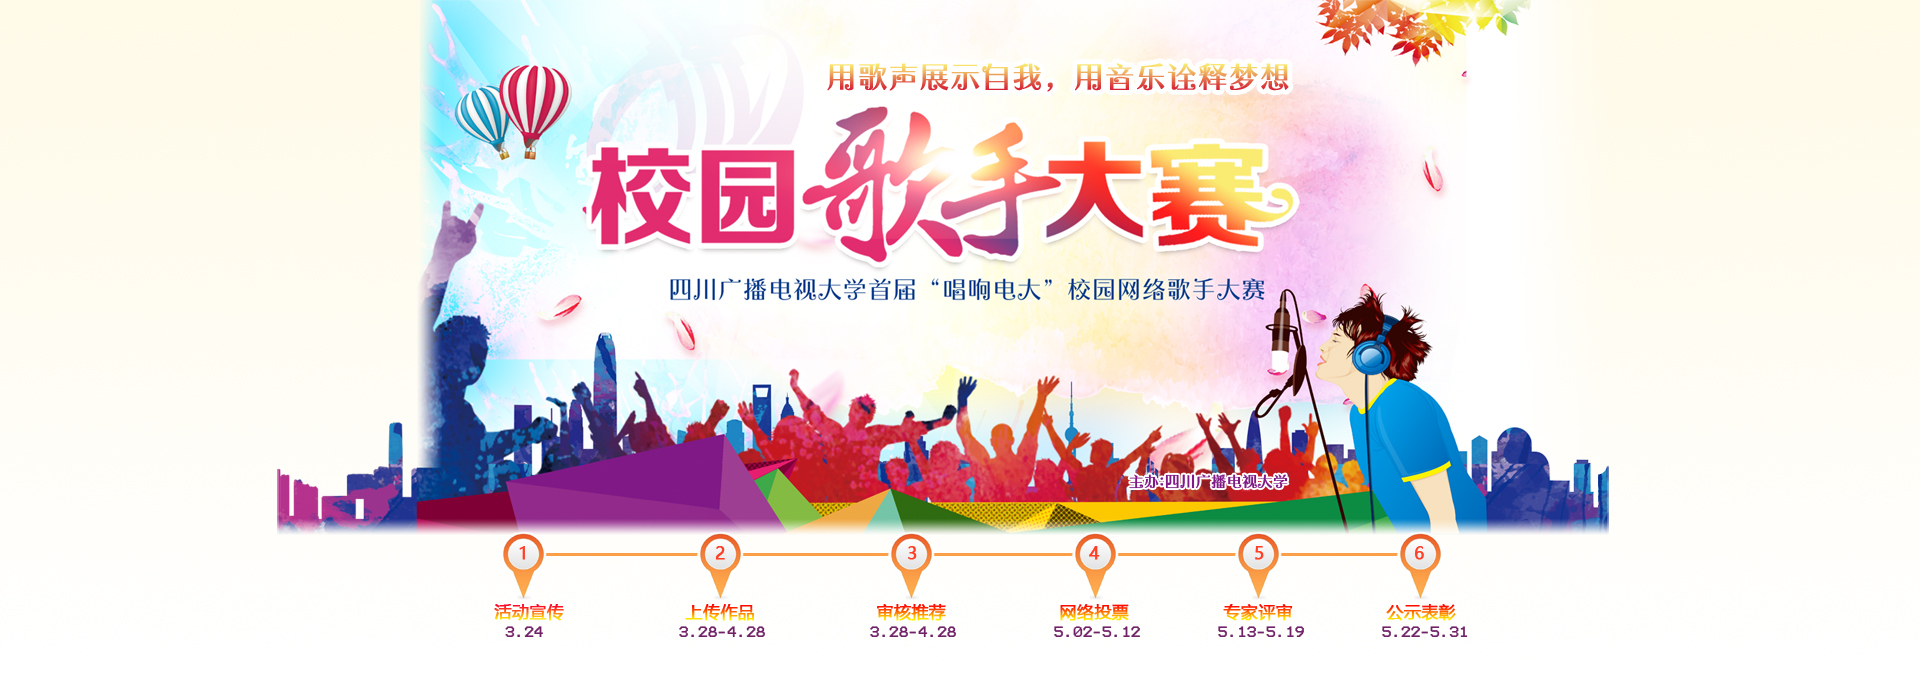 用歌声展示自我，用音乐诠释梦想
校园歌手大赛
四川广播电视大学首届“唱响电大”校园网络歌手大赛
主办:四川广播电视大学
1 2 3 4 5 6
活动宣传 上传作品 审核推荐 网络投票 专家评审 公示表彰
3.24 3.28-4.28 3.28-4.28 5.02-5.12 5.13-5.19 5.22-5.31